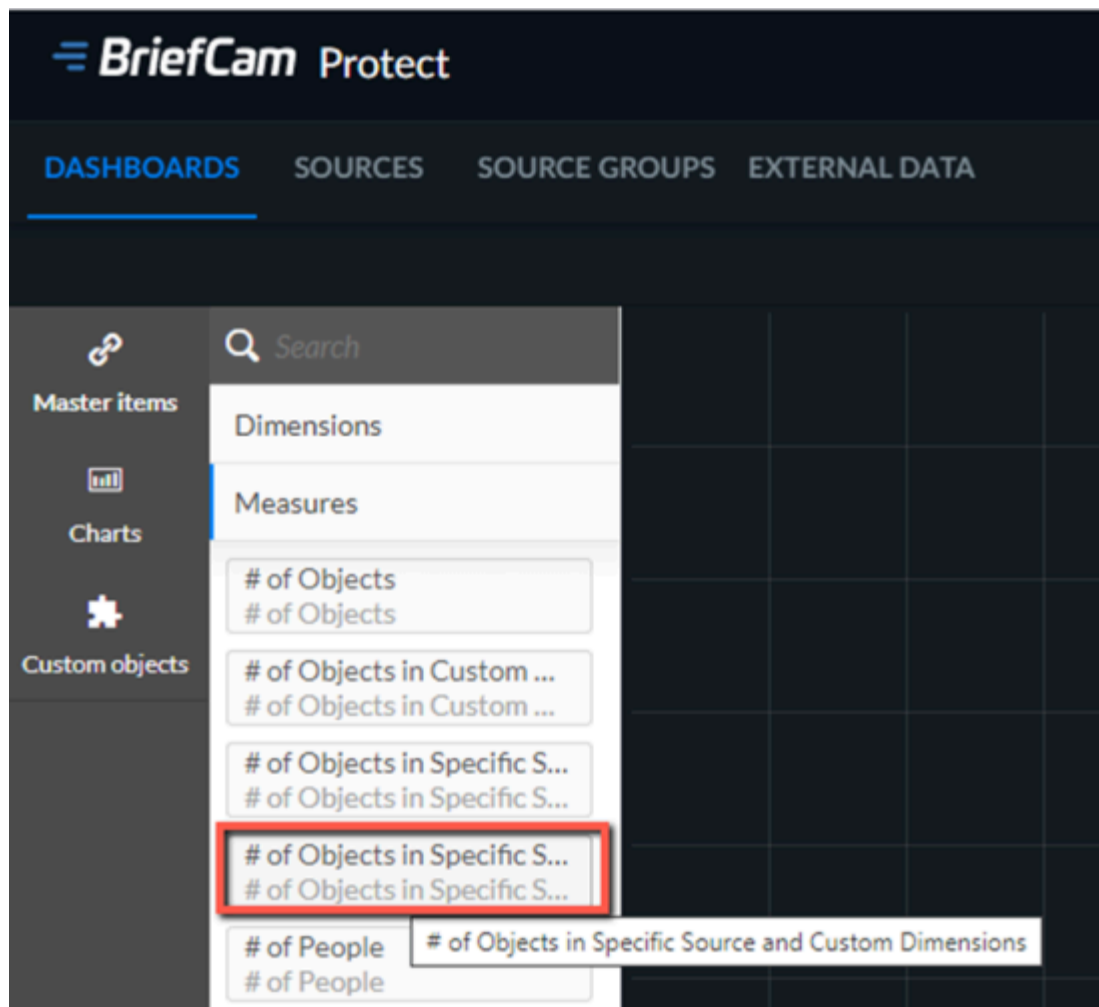 BriefCam Protect
DASHBOARDS SOURCES SOURCE GROUPS EXTERNAL DATA
Master items
Charts
Custom objects
Search
Dimensions
Measures
# of Objects
# of Objects
# of Objects in Custom ...
# of Objects in Custom ...
# of Objects in Specific S...
# of Objects in Specific S...
# of Objects in Specific S...
# of Objects in Specific S...
# of Objects in Specific Source and Custom Dimensions
# of People
# of People